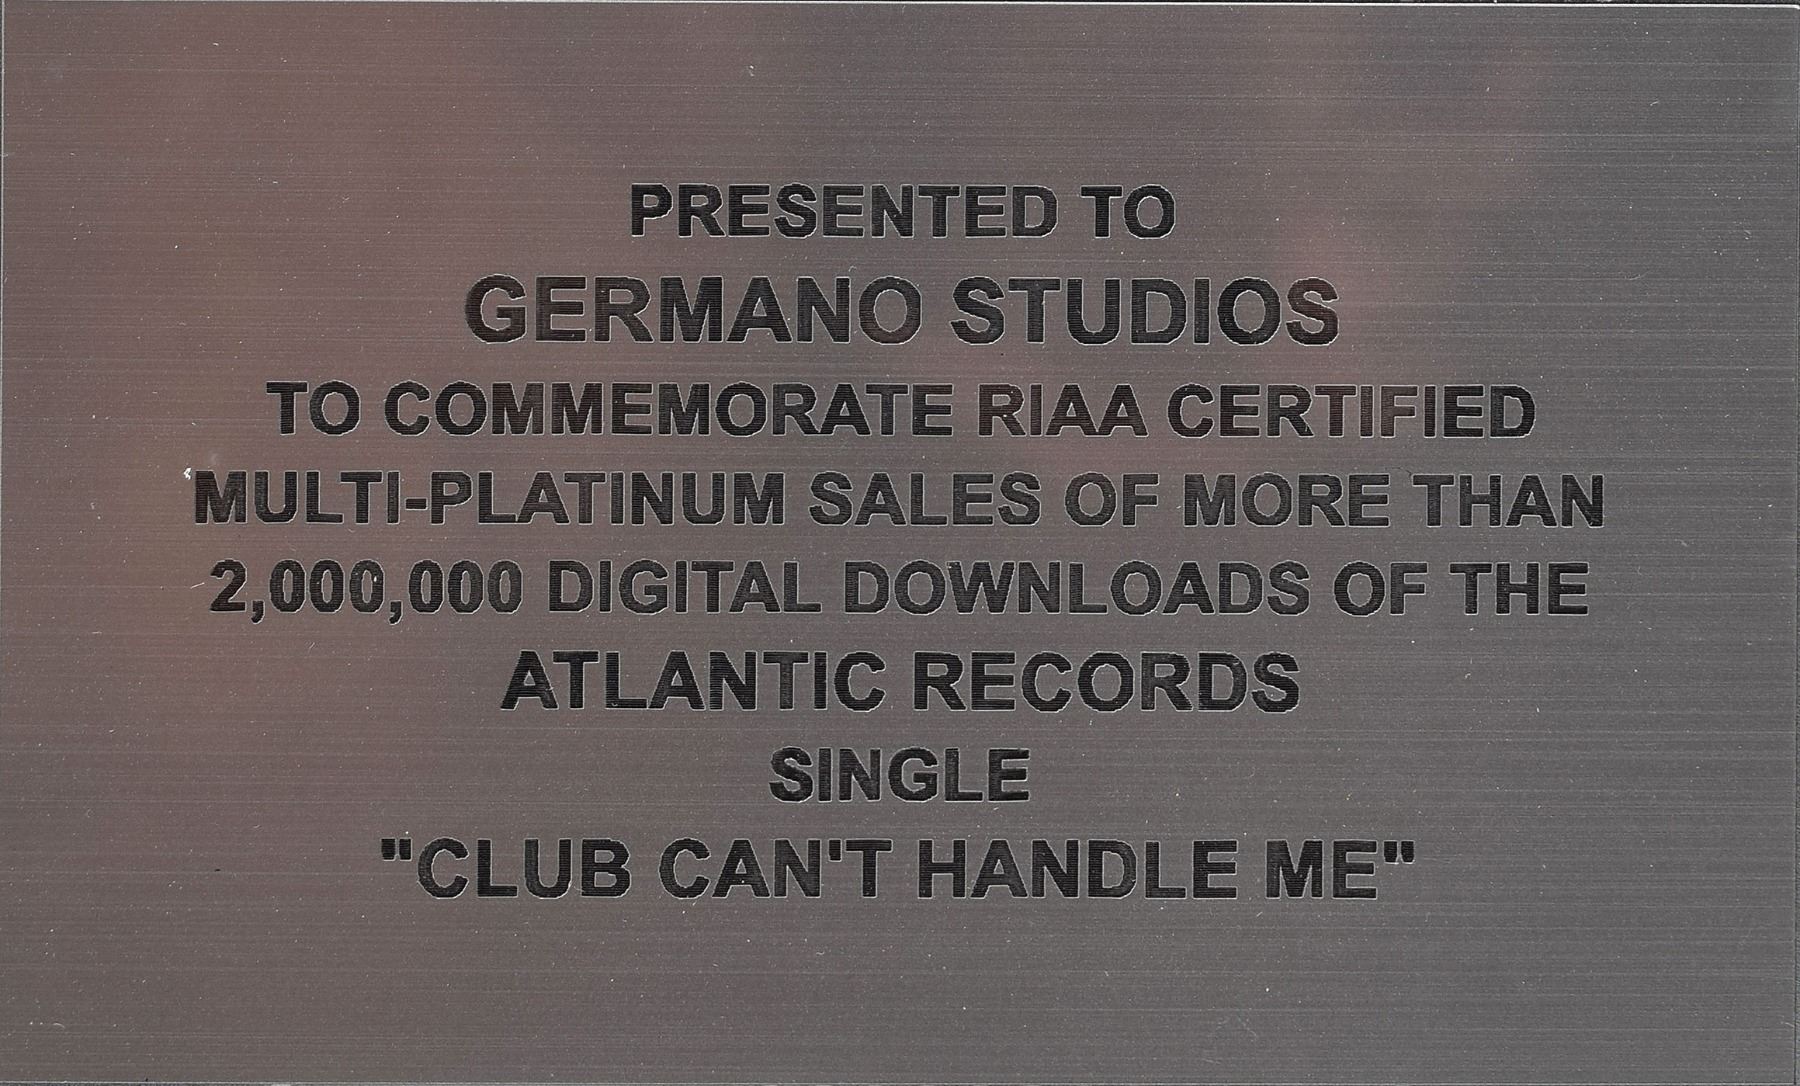 PRESENTED TO
GERMANO STUDIOS
TO COMMEMORATE RIAA CERTIFIED
MULTI-PLATINUM SALES OF MORE THAN
2,000,000 DIGITAL DOWNLOADS OF THE
ATLANTIC RECORDS
SINGLE
"CLUB CAN'T HANDLE ME"